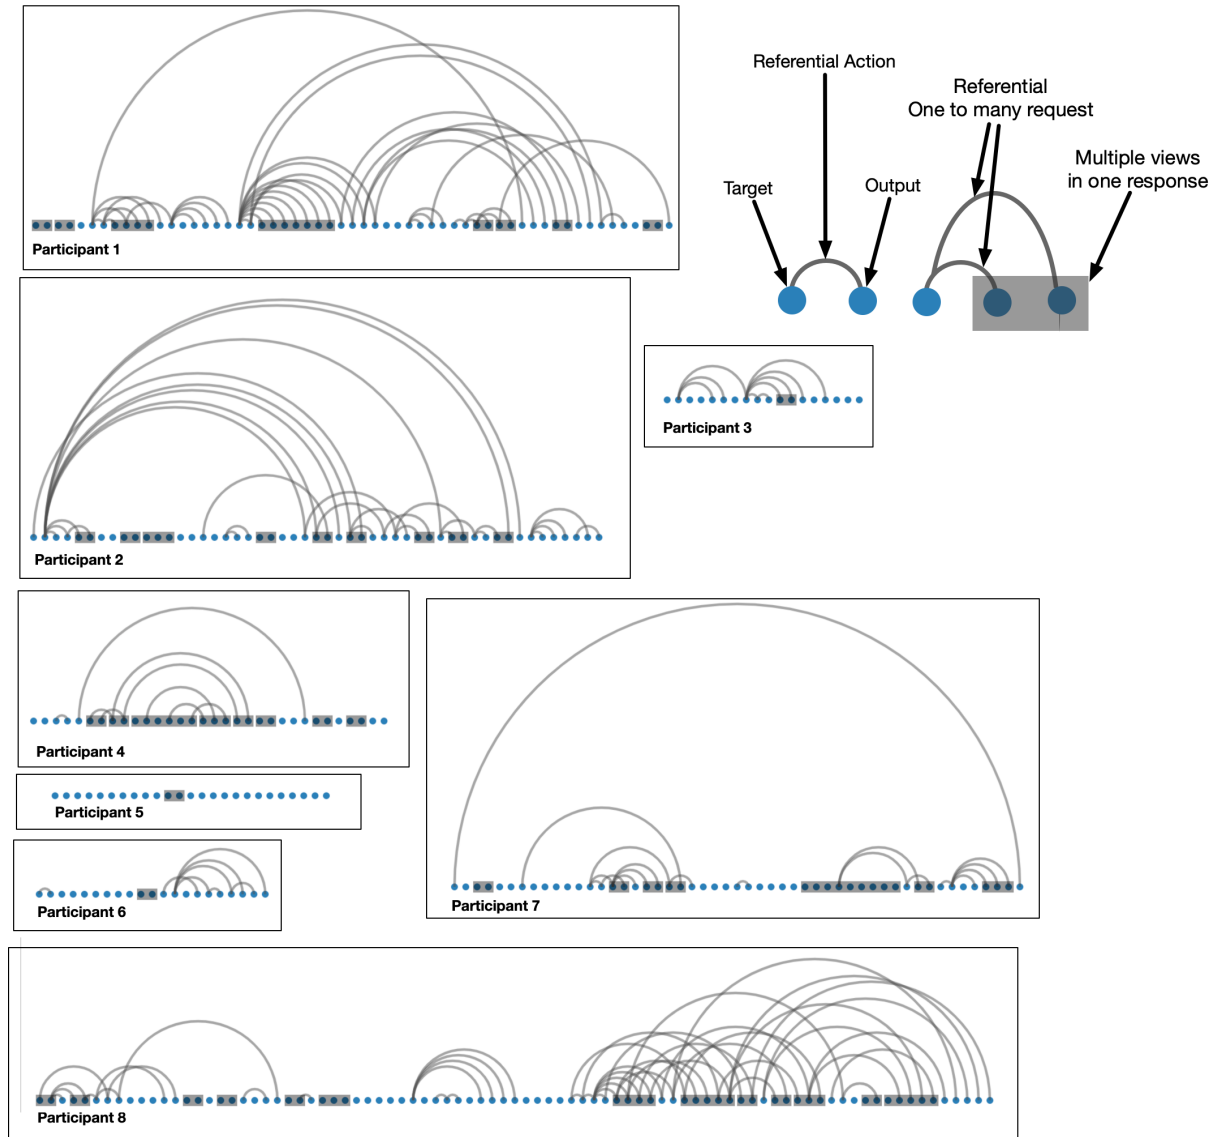 Participant 1
Referential Action
Referential
One to many request
Multiple views
in one response
Target
Output
Participant 2
Participant 3
Participant 4
Participant 5
Participant 6
Participant 7
Participant 8